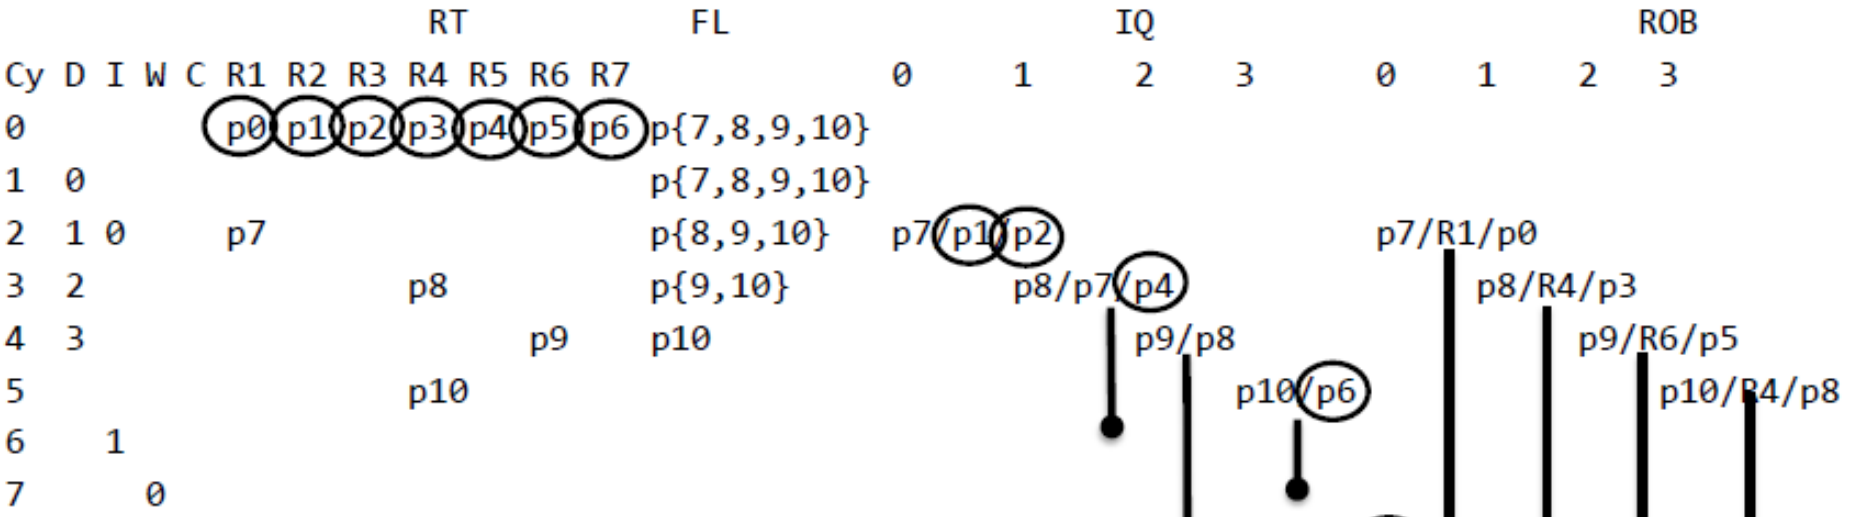 RT FL IQ ROB
Cy D I W C R1 R2 R3 R4 R5 R6 R7 0 1 2 3 0 1 2 3
0 p0 p1 p2 p3 p4 p5 p6 p{7,8,9,10}
1 0 p{7,8,9,10}
2 1 0 p7 p{8,9,10} p7/p1/p2 p7/R1/p0
3 2 p8 p{9,10} p8/p7/p4 p8/R4/p3
4 3 p9 p10 p9/p8 p9/R6/p5
5 p10 p10/p6 p10/R4/p8
6 1
7 0